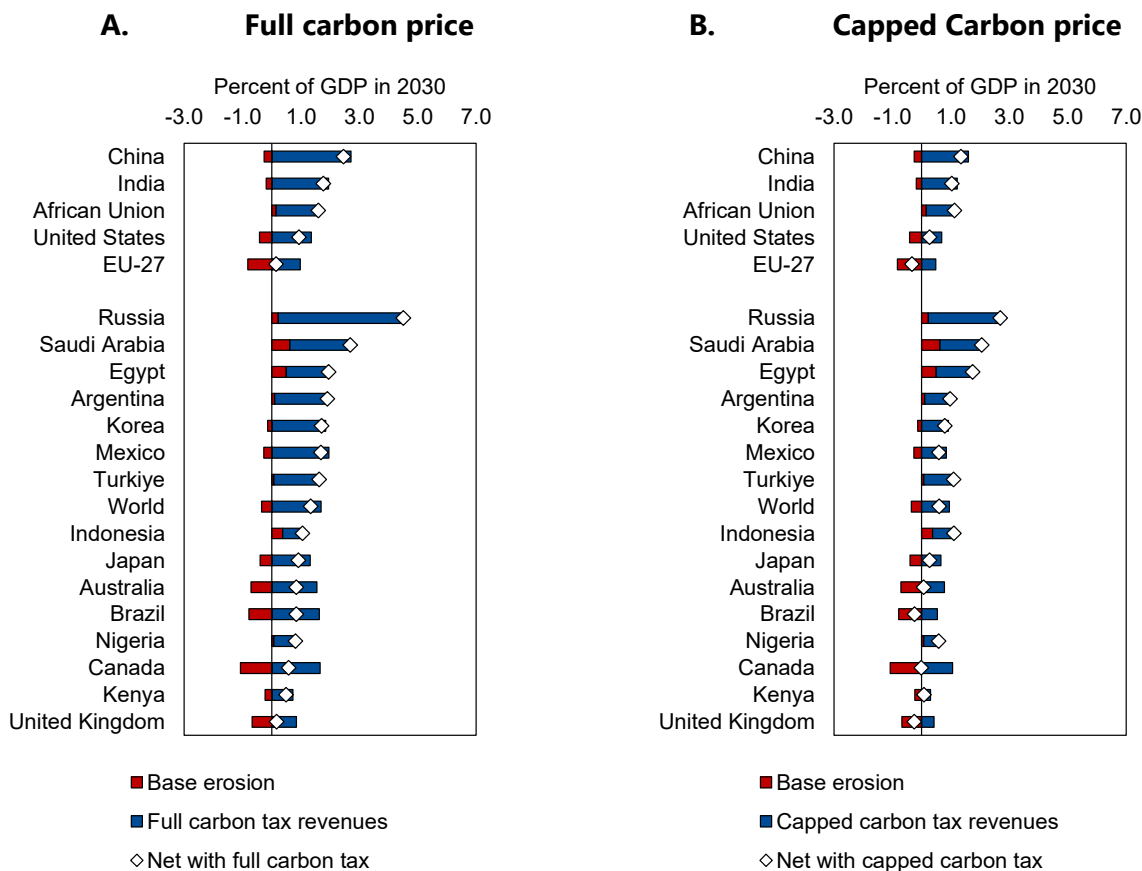 A. Full carbon price
Percent of GDP in 2030
-3.0 -1.0 1.0 3.0 5.0 7.0
China
India
African Union
United States
EU-27
Russia
Saudi Arabia
Egypt
Argentina
Korea
Mexico
Turkiye
World
Indonesia
Japan
Australia
Brazil
Nigeria
Canada
Kenya
United Kingdom
Base erosion
Full carbon tax revenues
Net with full carbon tax
B. Capped Carbon price
Percent of GDP in 2030
-3.0 -1.0 1.0 3.0 5.0 7.0
China
India
African Union
United States
EU-27
Russia
Saudi Arabia
Egypt
Argentina
Korea
Mexico
Turkiye
World
Indonesia
Japan
Australia
Brazil
Nigeria
Canada
Kenya
United Kingdom
Base erosion
Capped carbon tax revenues
Net with capped carbon tax